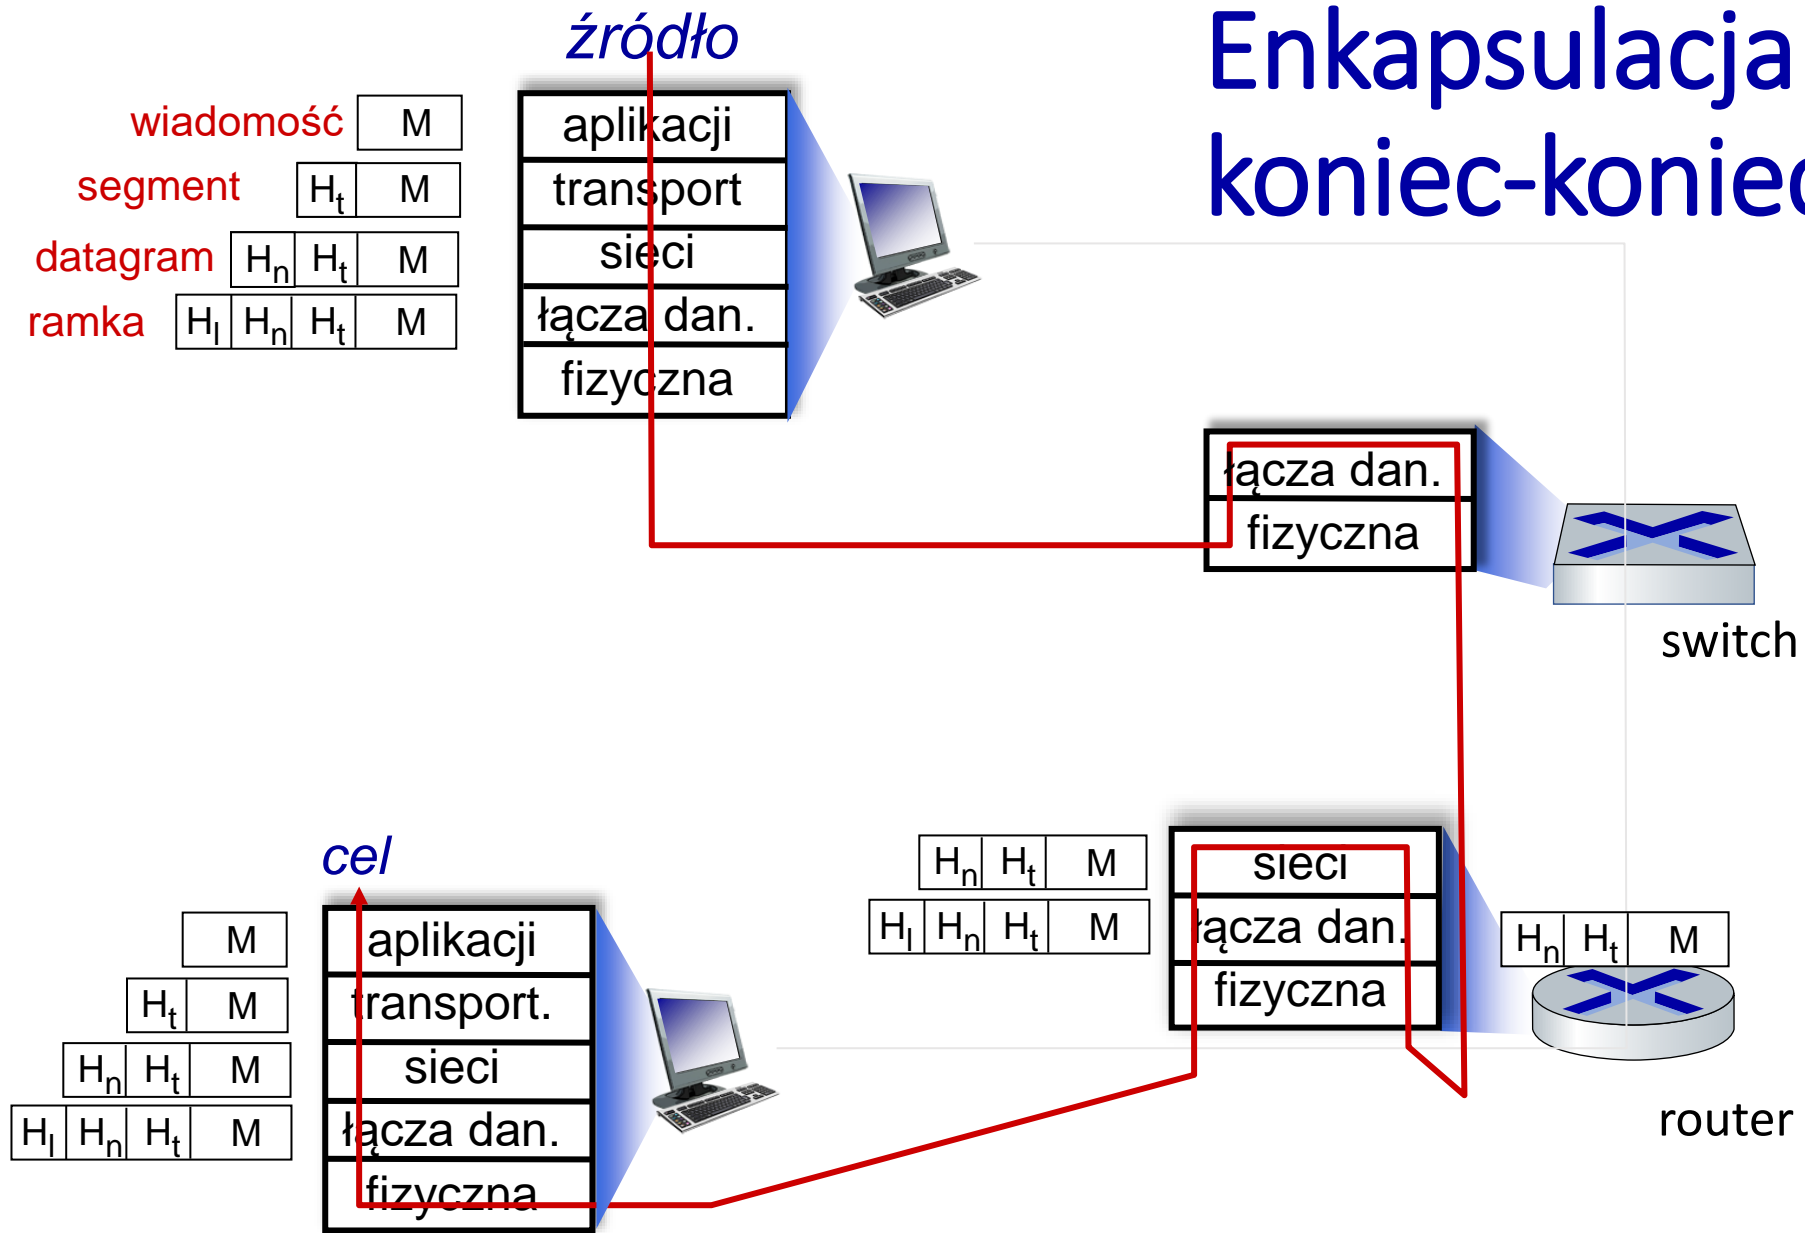 źródło
Enkapsulacja
koniec-koniec
wiadomość M
aplikacji
segment Ht M
transport
datagram Hn Ht M
sieci
ramka Hl Hn Ht M
łącza dan.
fizyczna
łącza dan.
fizyczna
switch
cel
Hn Ht M
sieci
Hl Hn Ht M
łącza dan.
fizyczna
Hn Ht M
router
M
aplikacji
Ht M
transport.
Hn Ht M
sieci
Hl Hn Ht M
łącza dan.
fizyczna